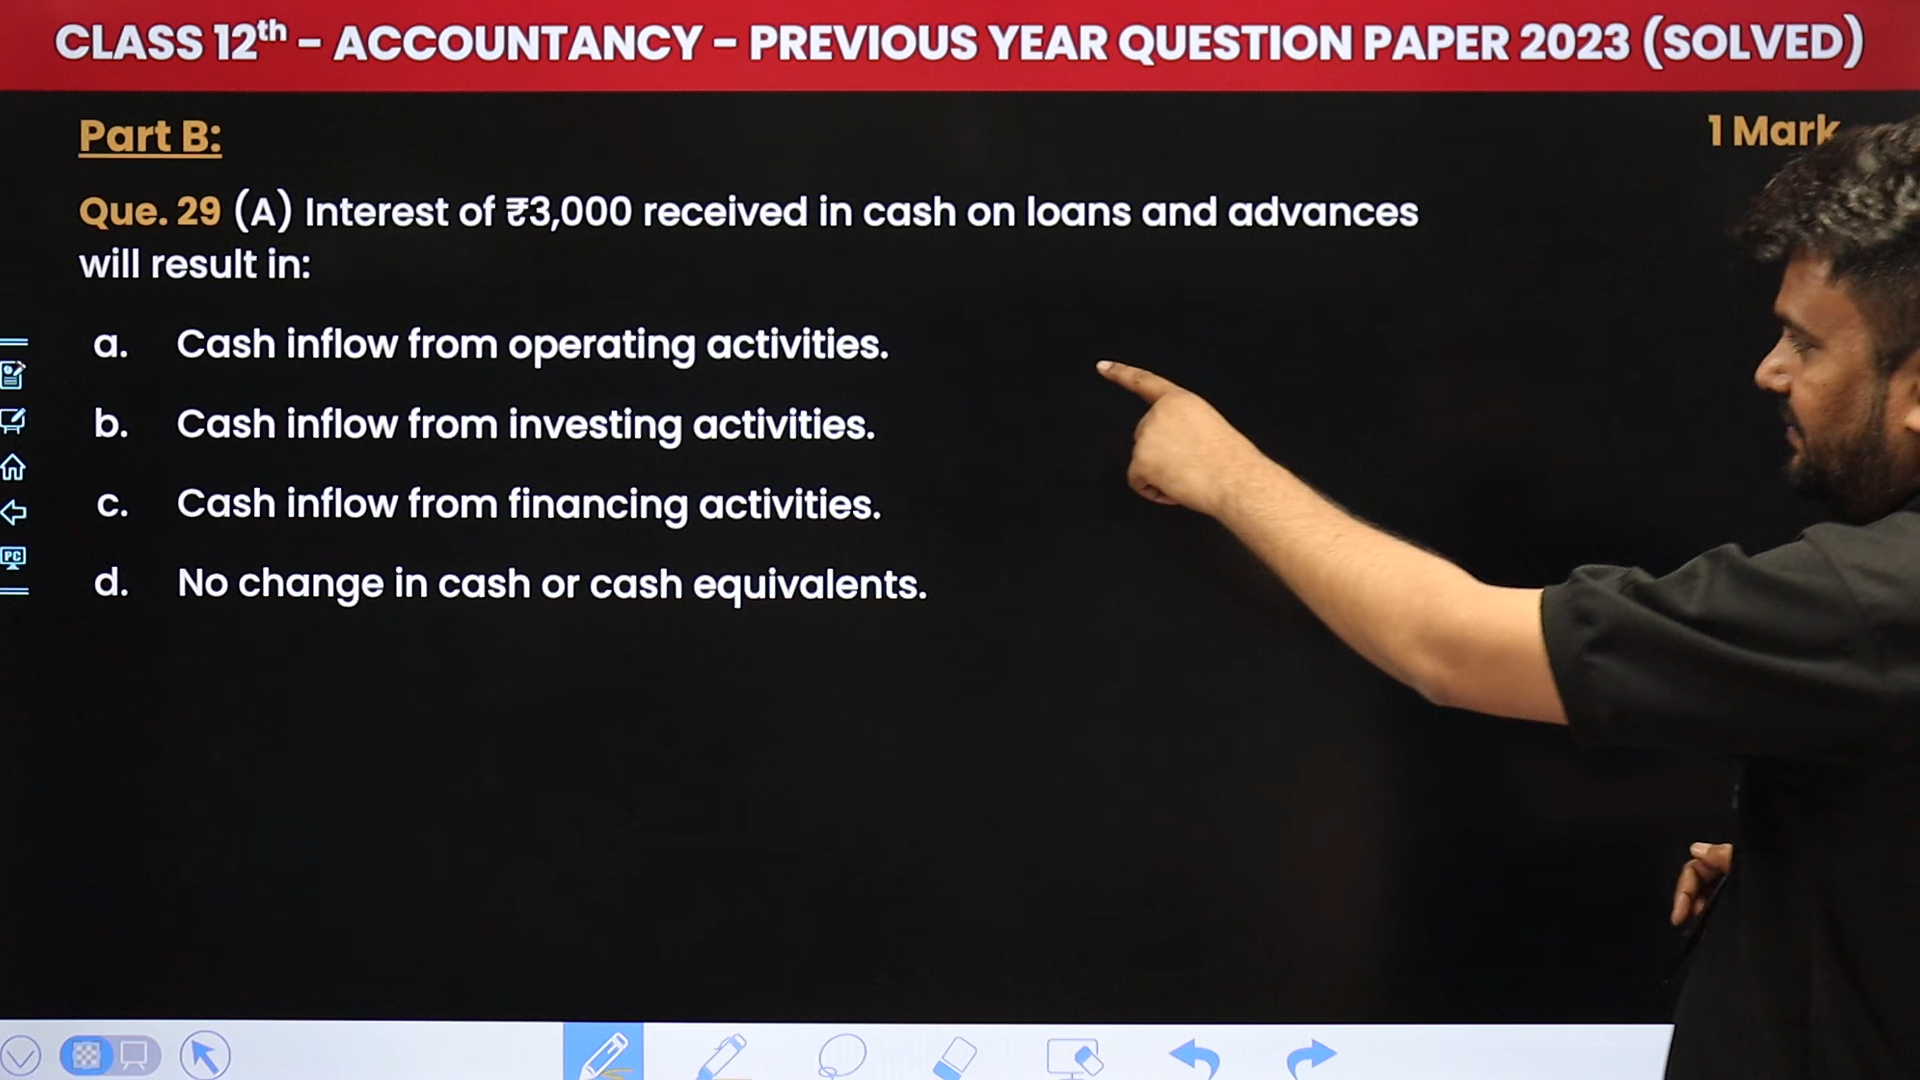 CLASS 12th – ACCOUNTANCY – PREVIOUS YEAR QUESTION PAPER 2023 (SOLVED)
Part B:
1 Mark
Que. 29 (A) Interest of ₹3,000 received in cash on loans and advances
will result in:
a. Cash inflow from operating activities.
b. Cash inflow from investing activities.
c. Cash inflow from financing activities.
d. No change in cash or cash equivalents.
PC